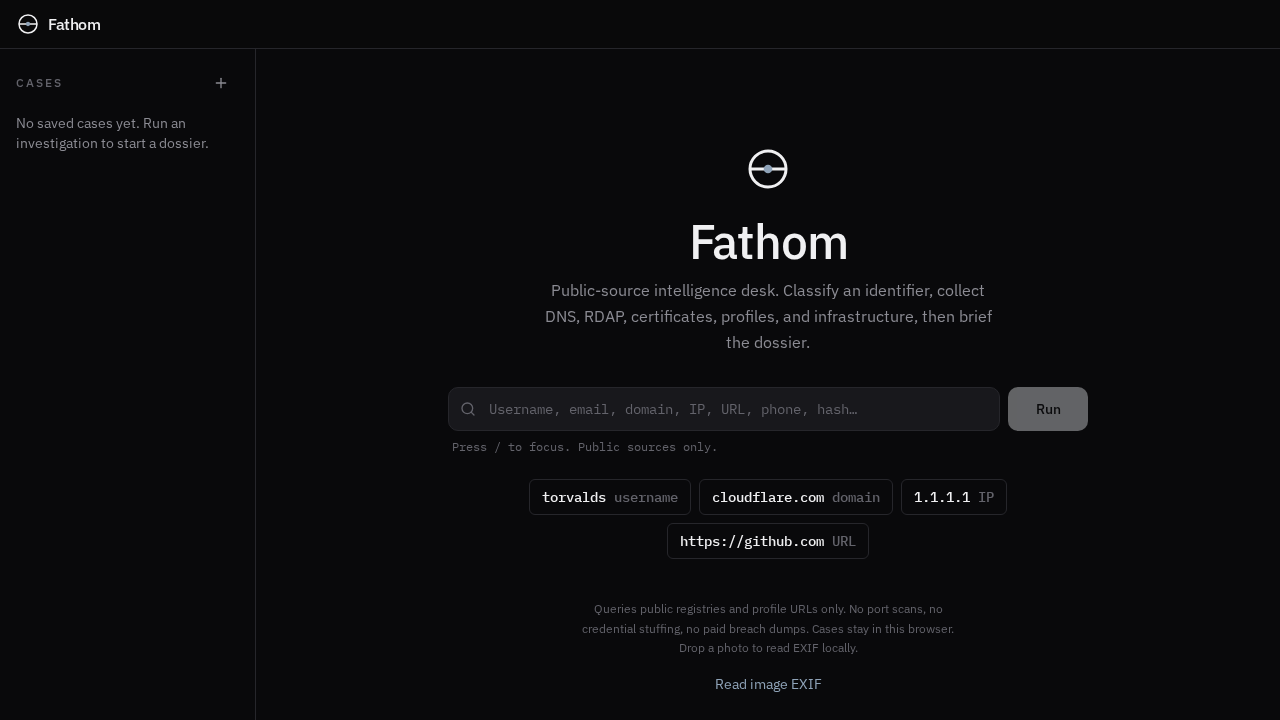 Fathom
CASES
No saved cases yet. Run an
investigation to start a dossier.
Fathom
Public-source intelligence desk. Classify an identifier, collect
DNS, RDAP, certificates, profiles, and infrastructure, then brief
the dossier.
Username, email, domain, IP, URL, phone, hash…
Run
Press / to focus. Public sources only.
torvalds username
cloudflare.com domain
1.1.1.1 IP
https://github.com URL
Queries public registries and profile URLs only. No port scans, no
credential stuffing, no paid breach dumps. Cases stay in this browser.
Drop a photo to read EXIF locally.
Read image EXIF